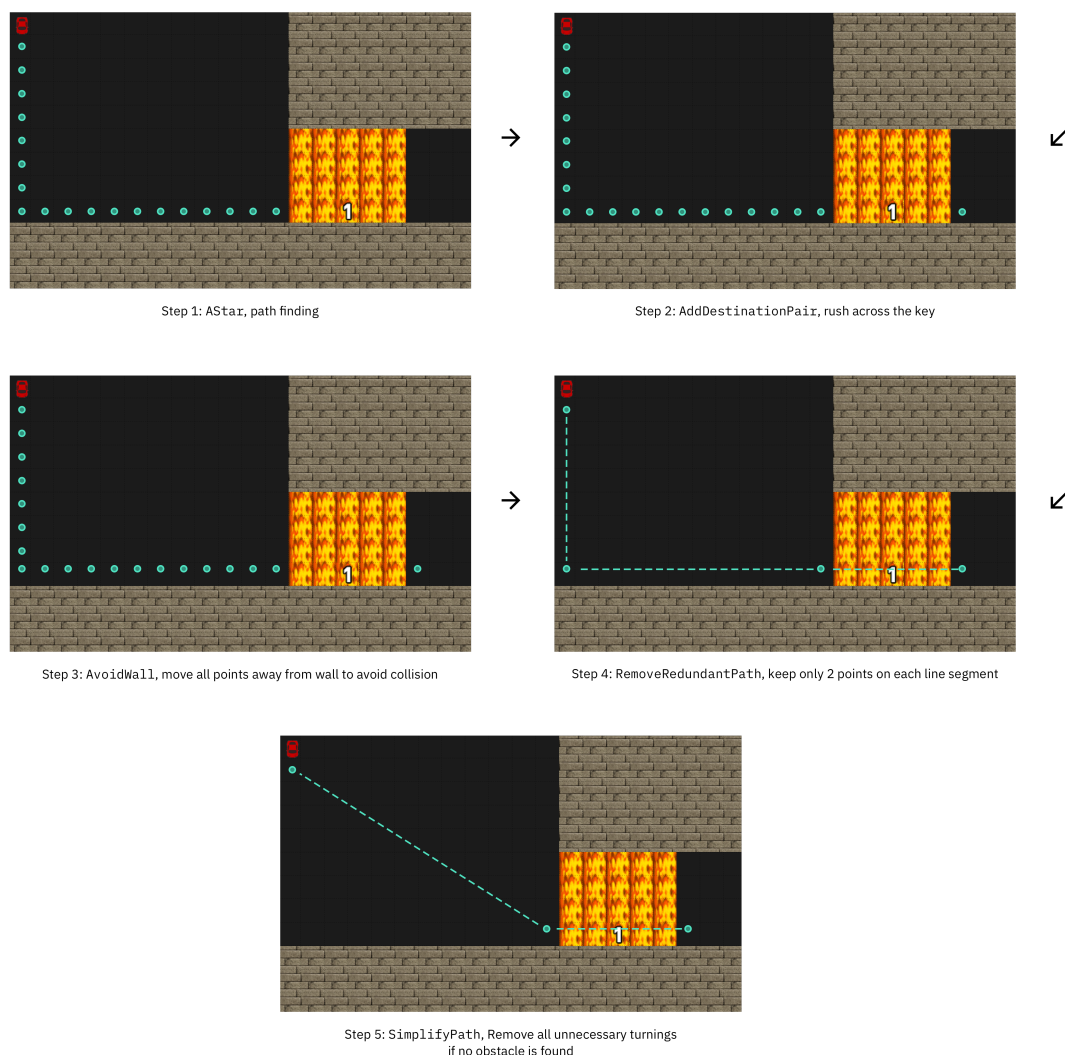 1
Step 1: AStar, path finding
→
1
Step 2: AddDestinationPair, rush across the key
↙
1
Step 3: AvoidWall, move all points away from wall to avoid collision
→
1
Step 4: RemoveRedundantPath, keep only 2 points on each line segment
↙
1
Step 5: SimplifyPath, Remove all unnecessary turnings
if no obstacle is found